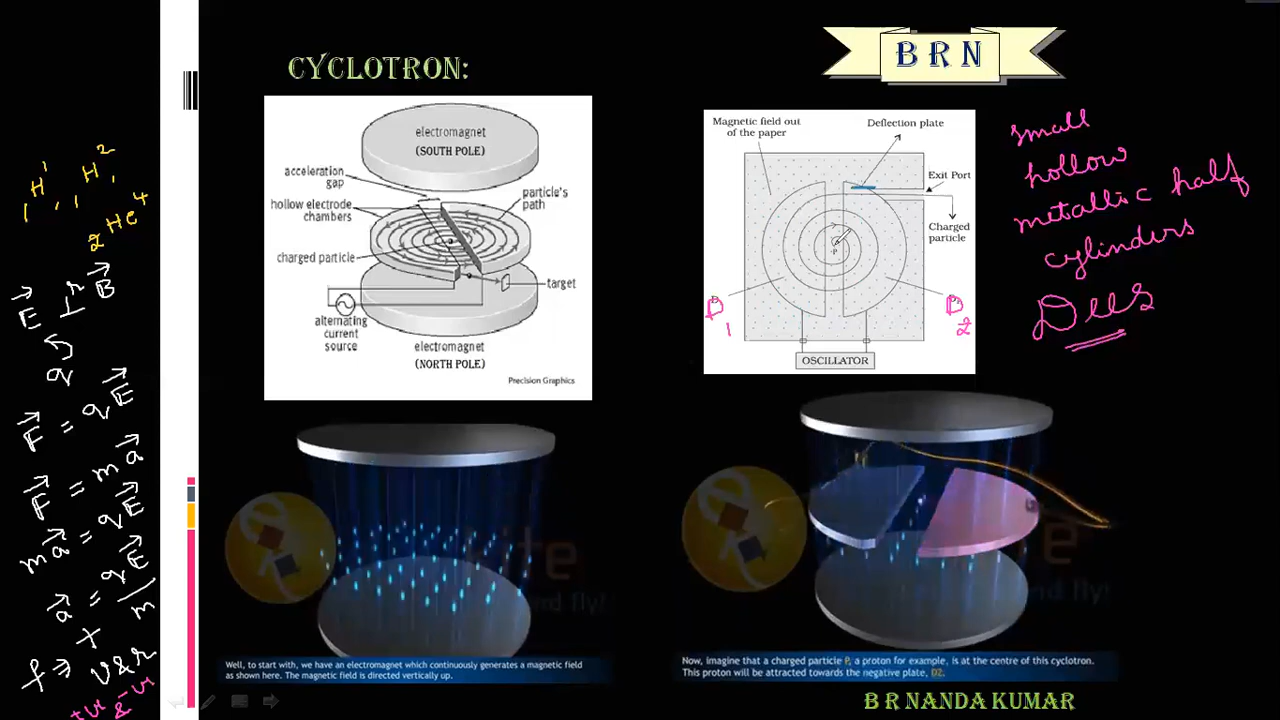 CYCLOTRON:
B R N
electromagnet
(SOUTH POLE)
acceleration
gap
hollow electrode
chambers
particle's
path
charged particle
target
alternating
current
source
electromagnet
(NORTH POLE)
Precision Graphics
Magnetic field out
of the paper
Deflection plate
Exit Port
Charged
particle
P
D1
D2
OSCILLATOR
small
hollow
metallic half
cylinders
Dees
1H1, 1H2,
2He4
E ⊥r B
q
F = qE
F = ma
ma = qE
a = qE/m
f ⇒ v & r
+ve & -ve
Well, to start with, we have an electromagnet which continuously generates a magnetic field
as shown here. The magnetic field is directed vertically up.
Now, imagine that a charged particle P, a proton for example, is at the centre of this cyclotron.
This proton will be attracted towards the negative plate, D2.
B R NANDA KUMAR